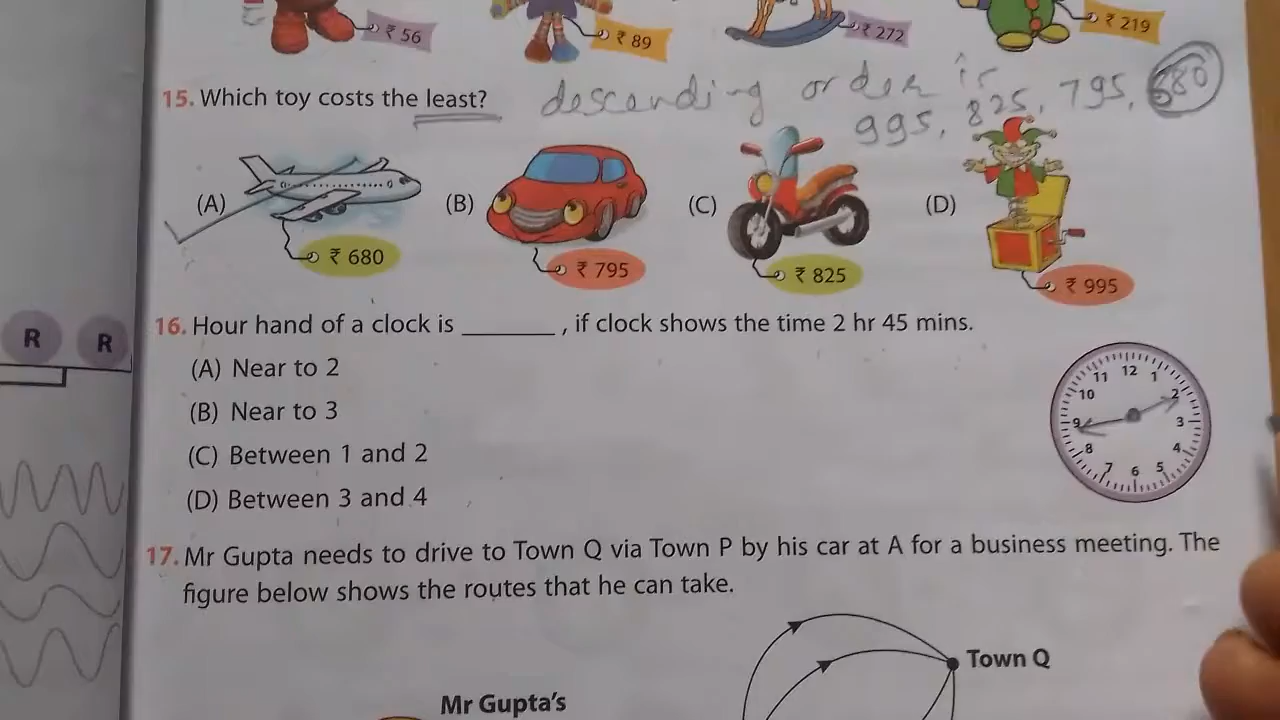 ₹ 56
₹ 89
₹ 272
₹ 219
15. Which toy costs the least?
descending order is
995, 825, 795, 680
(A)
(B)
(C)
(D)
₹ 680
₹ 795
₹ 825
₹ 995
R R
16. Hour hand of a clock is _______ , if clock shows the time 2 hr 45 mins.
(A) Near to 2
(B) Near to 3
(C) Between 1 and 2
(D) Between 3 and 4
12
11 1
10 2
9 3
8 4
7 6 5
17. Mr Gupta needs to drive to Town Q via Town P by his car at A for a business meeting. The
figure below shows the routes that he can take.
Town Q
Mr Gupta's